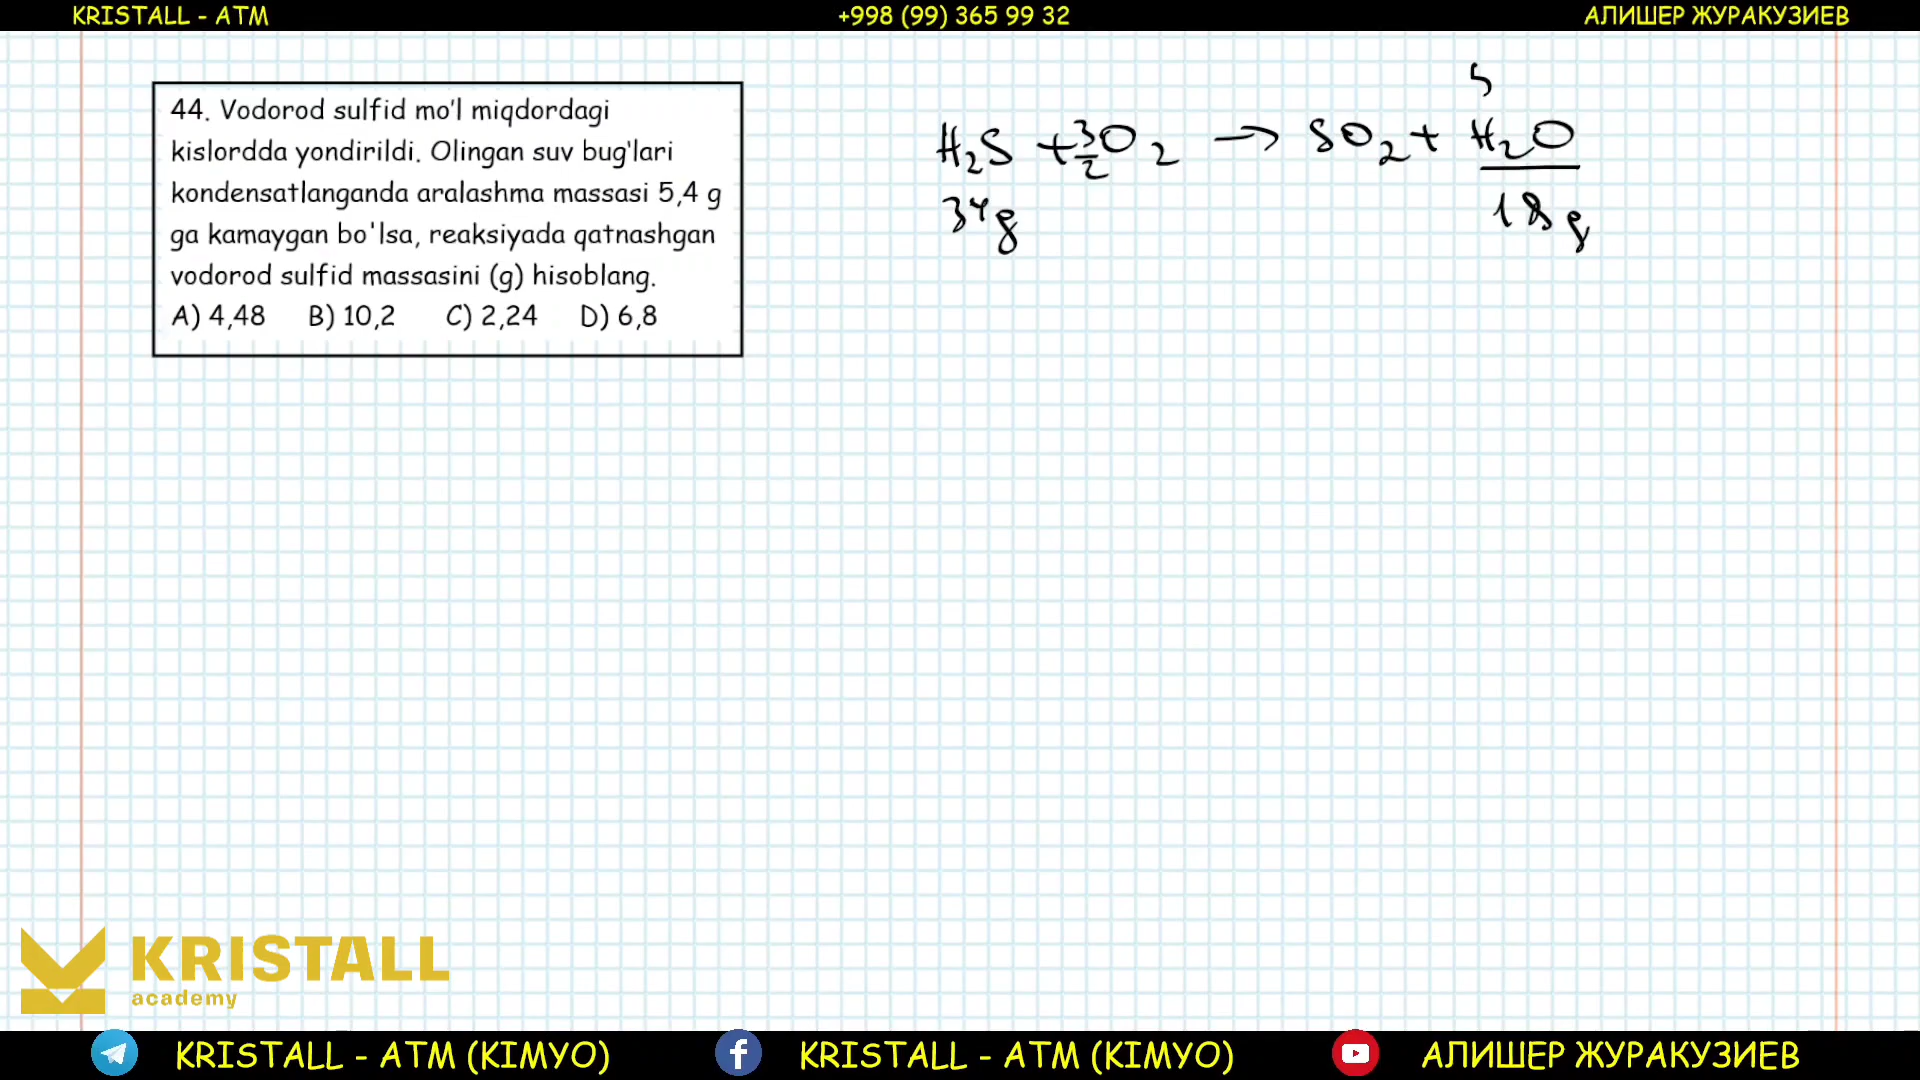 KRISTALL - ATM
+998 (99) 365 99 32
АЛИШЕР ЖУРАКУЗИЕВ
44. Vodorod sulfid mo'l miqdordagi
kislordda yondirildi. Olingan suv bug'lari
kondensatlanganda aralashma massasi 5,4 g
ga kamaygan bo'lsa, reaksiyada qatnashgan
vodorod sulfid massasini (g) hisoblang.
A) 4,48 B) 10,2 C) 2,24 D) 6,8
5
H₂S + 3/2 O₂ → SO₂ + H₂O
34g 18g
KRISTALL
academy
KRISTALL - ATM (KIMYO)
KRISTALL - ATM (KIMYO)
АЛИШЕР ЖУРАКУЗИЕВ